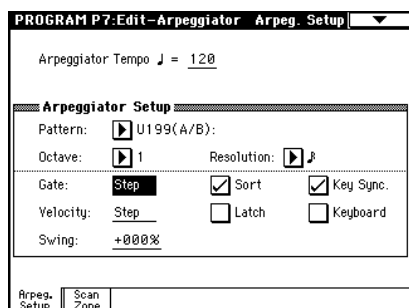 PROGRAM P7:Edit-Arpeggiator Arpeg. Setup
Arpeggiator Tempo ♩ = 120
Arpeggiator Setup
Pattern: U199(A/B):
Octave: 1 Resolution: ♪
Gate: Step Sort Key Sync.
Velocity: Step Latch Keyboard
Swing: +000%
Arpeg. Setup
Scan Zone